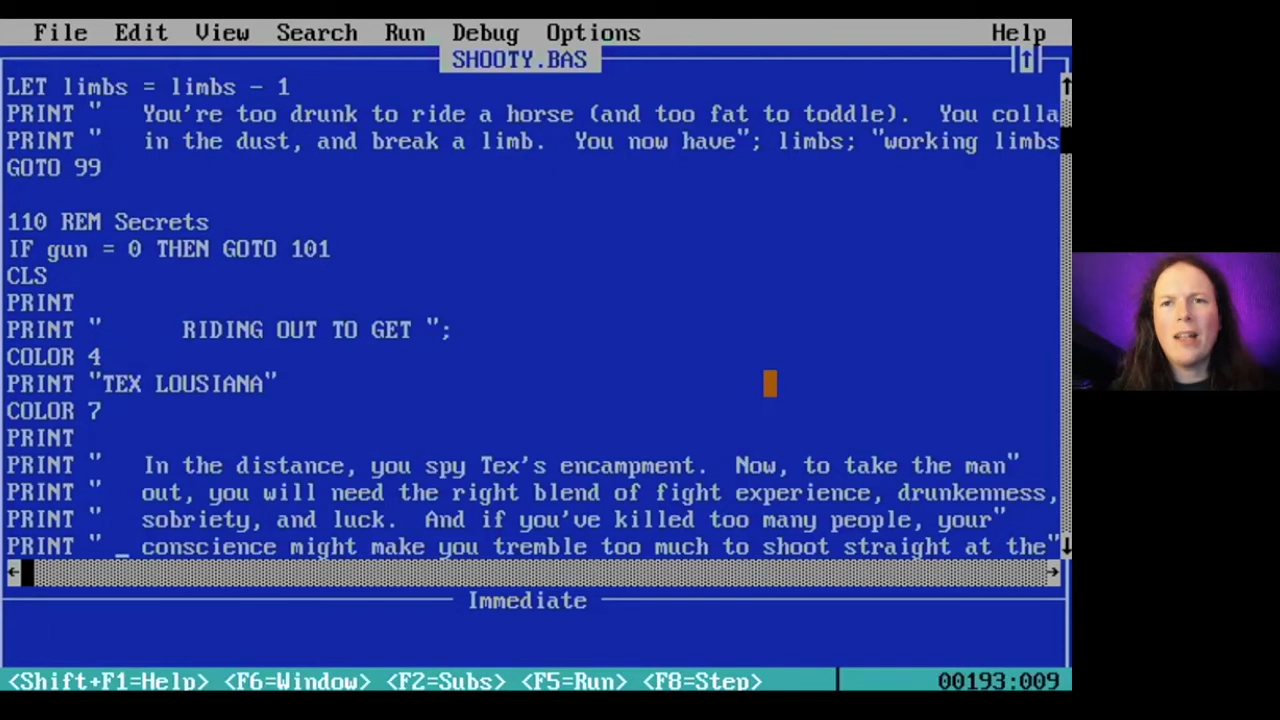 File Edit View Search Run Debug Options Help
SHOOTY.BAS
LET limbs = limbs - 1
PRINT "   You're too drunk to ride a horse (and too fat to toddle).  You colla
PRINT "   in the dust, and break a limb.  You now have"; limbs; "working limbs
GOTO 99
110 REM Secrets
IF gun = 0 THEN GOTO 101
CLS
PRINT
PRINT "      RIDING OUT TO GET ";
COLOR 4
PRINT "TEX LOUSIANA"
COLOR 7
PRINT
PRINT "   In the distance, you spy Tex's encampment.  Now, to take the man"
PRINT "   out, you will need the right blend of fight experience, drunkenness,
PRINT "   sobriety, and luck.  And if you've killed too many people, your"
PRINT " _ conscience might make you tremble too much to shoot straight at the"
Immediate
<Shift+F1=Help> <F6=Window> <F2=Subs> <F5=Run> <F8=Step> 00193:009